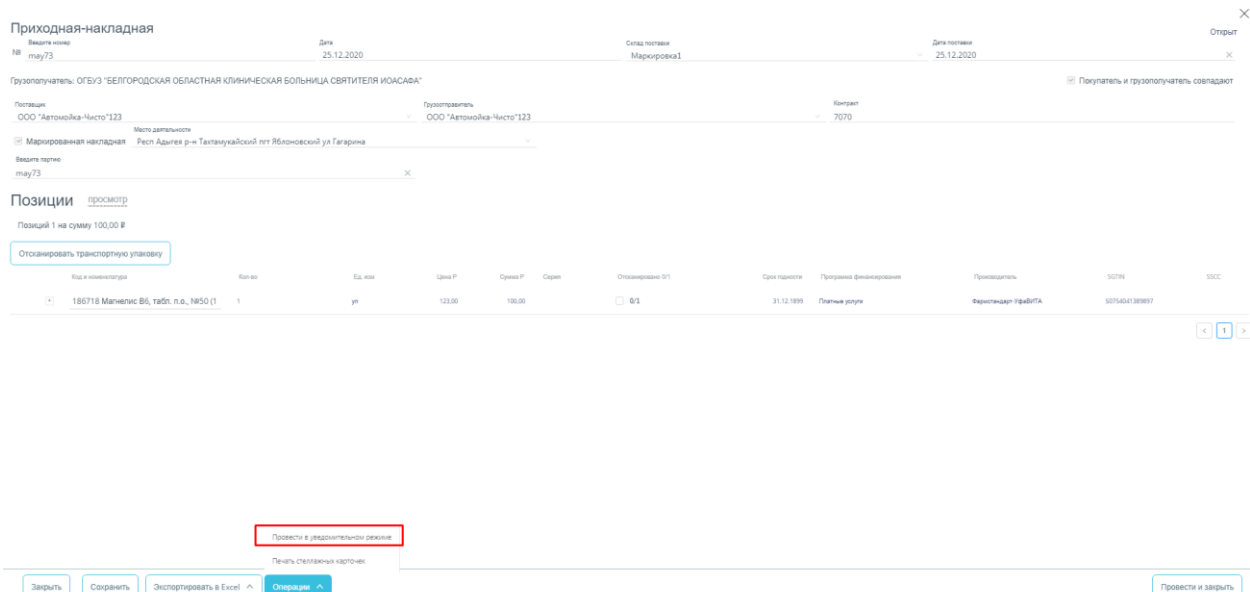 Приходная-накладная
Открыт
Введите номер Дата Склад поставки Дата поставки
№ may73 25.12.2020 Маркировка1 25.12.2020
Грузополучатель: ОГБУЗ "БЕЛГОРОДСКАЯ ОБЛАСТНАЯ КЛИНИЧЕСКАЯ БОЛЬНИЦА СВЯТИТЕЛЯ ИОАСАФА" Покупатель и грузополучатель совпадают
Поставщик Грузоотправитель Контракт
ООО "Автомойка-Чисто"123 ООО "Автомойка-Чисто"123 7070
Место деятельности
Маркированная накладная Респ Адыгея р-н Тахтамукайский пгт Яблоновский ул Гагарина
Введите партию
may73
Позиции просмотр
Позиций 1 на сумму 100,00 ₽
Отсканировать транспортную упаковку
Код и номенклатура Кол-во Ед. изм Цена Р Сумма Р Серия Отсканировано 0/1 Срок годности Программа финансирования Производитель SGTIN SSCC
186718 Магнелис B6, табл. п.о., №50 (1 1 уп 123,00 100,00 0/1 31.12.1899 Платные услуги Фармстандарт-УфаВИТА 50754041389897
< 1 >
Провести в уведомительном режиме
Печать стеллажных карточек
Закрыть Сохранить Экспортировать в Excel Операции Провести и закрыть